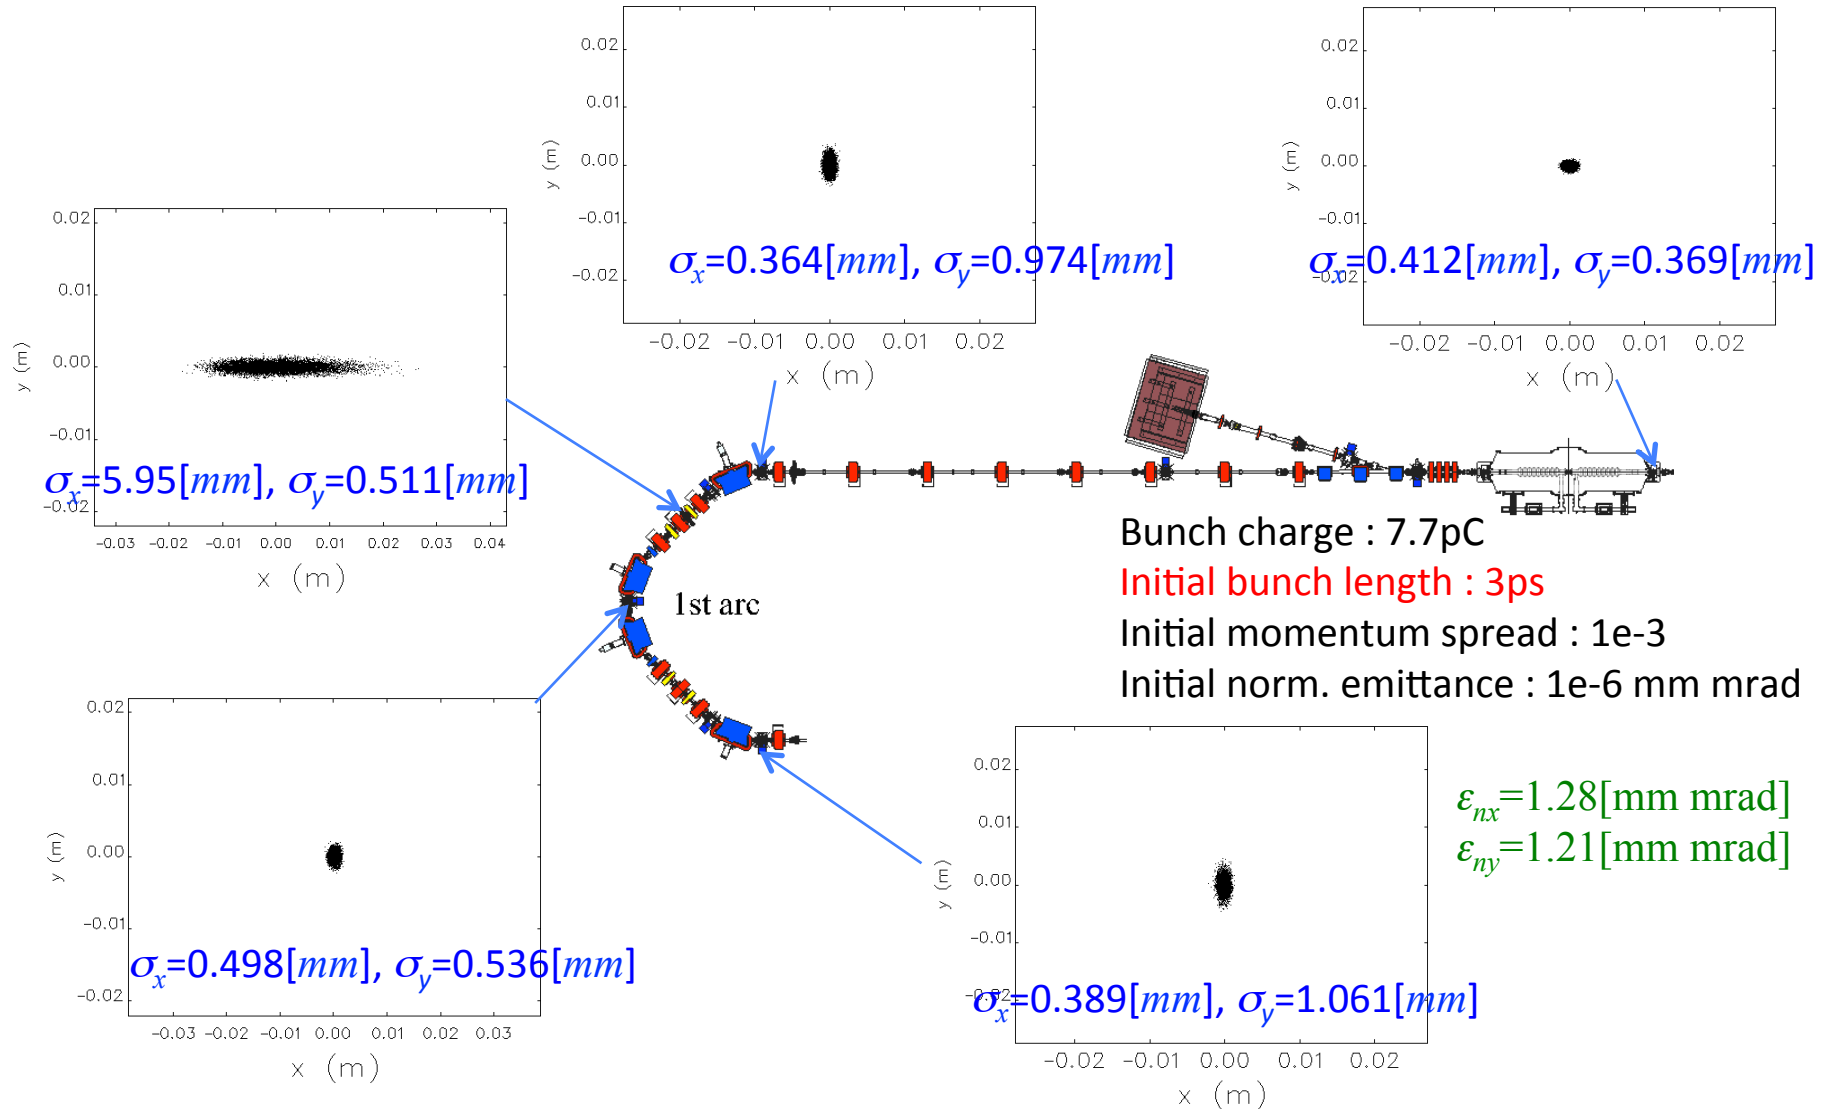 0.02
0.01
0.00
−0.01
−0.02
y (m)
−0.02 −0.01 0.00 0.01 0.02
x (m)
σx=0.364[mm], σy=0.974[mm]
0.02
0.01
0.00
−0.01
−0.02
y (m)
−0.02 −0.01 0.00 0.01 0.02
x (m)
σx=0.412[mm], σy=0.369[mm]
0.02
0.01
0.00
−0.01
−0.02
y (m)
−0.03 −0.02 −0.01 0.00 0.01 0.02 0.03 0.04
x (m)
σx=5.95[mm], σy=0.511[mm]
1st arc
Bunch charge : 7.7pC
Initial bunch length : 3ps
Initial momentum spread : 1e-3
Initial norm. emittance : 1e-6 mm mrad
0.02
0.01
0.00
−0.01
−0.02
y (m)
−0.03 −0.02 −0.01 0.00 0.01 0.02 0.03
x (m)
σx=0.498[mm], σy=0.536[mm]
0.02
0.01
0.00
−0.01
−0.02
y (m)
−0.02 −0.01 0.00 0.01 0.02
x (m)
σx=0.389[mm], σy=1.061[mm]
εnx=1.28[mm mrad]
εny=1.21[mm mrad]